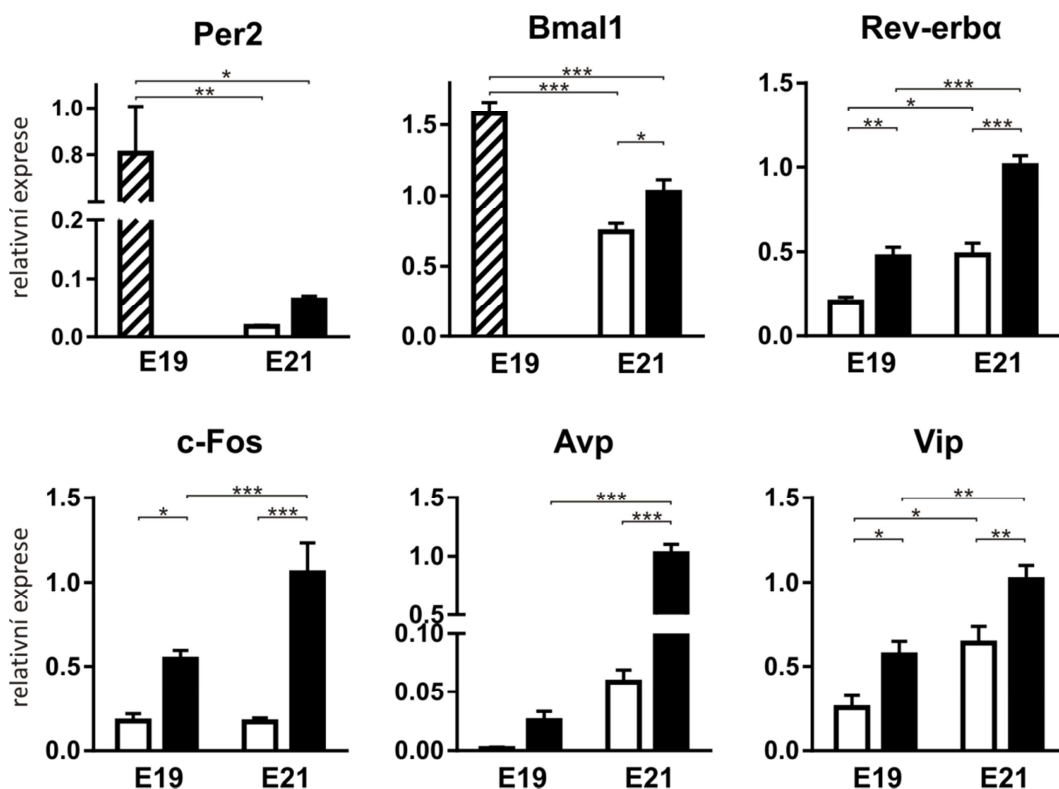 Per2
Bmal1
Rev-erbα
relativní exprese
1.0
0.8
0.2
0.1
0.0
*
**
E19
E21
1.5
1.0
0.5
0.0
***
***
*
E19
E21
1.5
1.0
0.5
0.0
***
*
**
***
E19
E21
c-Fos
Avp
Vip
relativní exprese
1.5
1.0
0.5
0.0
***
*
***
E19
E21
1.5
1.0
0.5
0.10
0.05
0.00
***
***
E19
E21
1.5
1.0
0.5
0.0
**
*
*
**
E19
E21